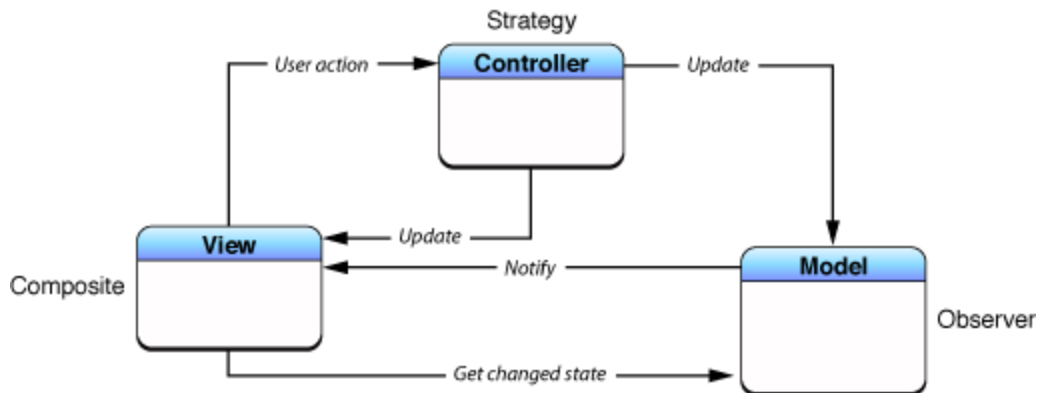 Strategy
Controller
User action
Update
View
Update
Composite
Notify
Model
Observer
Get changed state